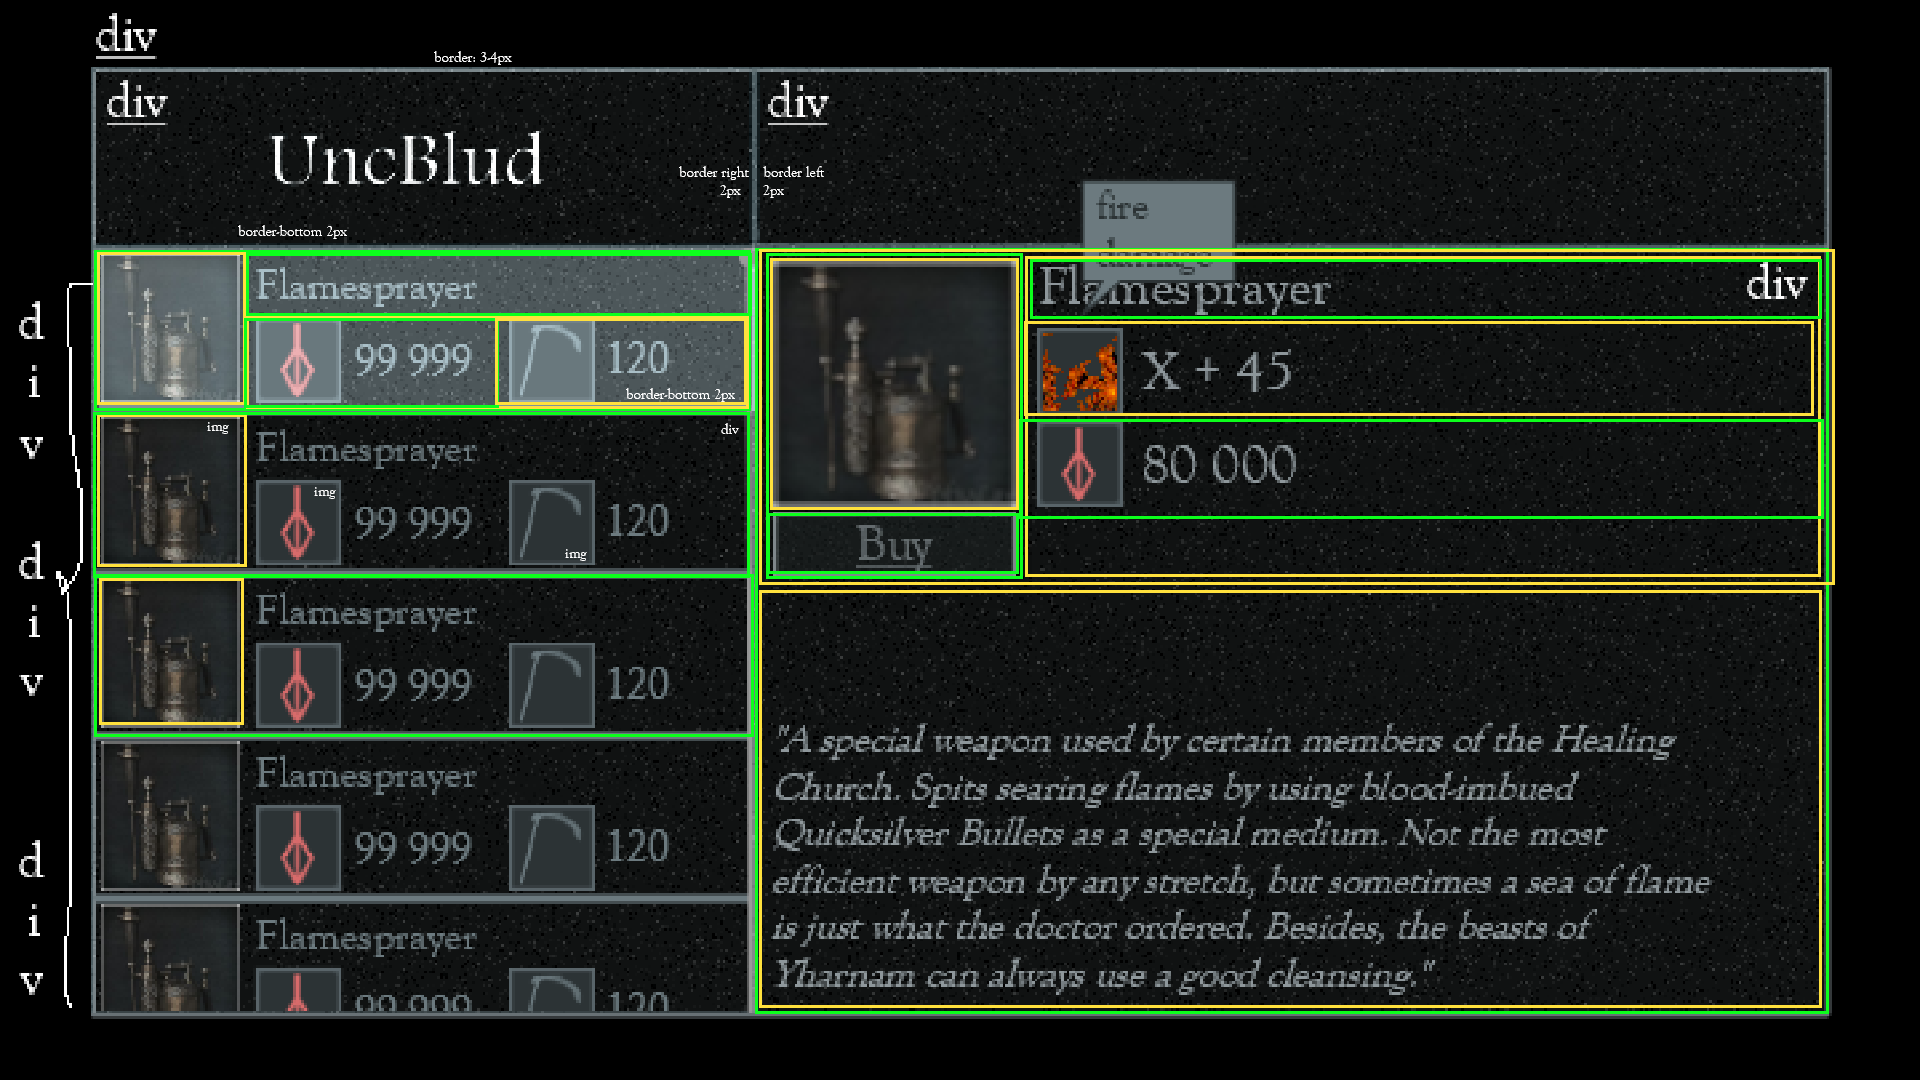 div
border: 3-4px
div
UncBlud
border right
2px
border-bottom 2px
div
border left
2px
fire
damage
d
i
v
Flamesprayer
99 999
120
border-bottom 2px
img
div
Flamesprayer
img
99 999
img
120
d
i
v
Flamesprayer
99 999
120
Flamesprayer
99 999
120
d
i
v
Flamesprayer
99 999
120
Flamesprayer
div
X + 45
80 000
Buy
"A special weapon used by certain members of the Healing
Church. Spits searing flames by using blood-imbued
Quicksilver Bullets as a special medium. Not the most
efficient weapon by any stretch, but sometimes a sea of flame
is just what the doctor ordered. Besides, the beasts of
Yharnam can always use a good cleansing."